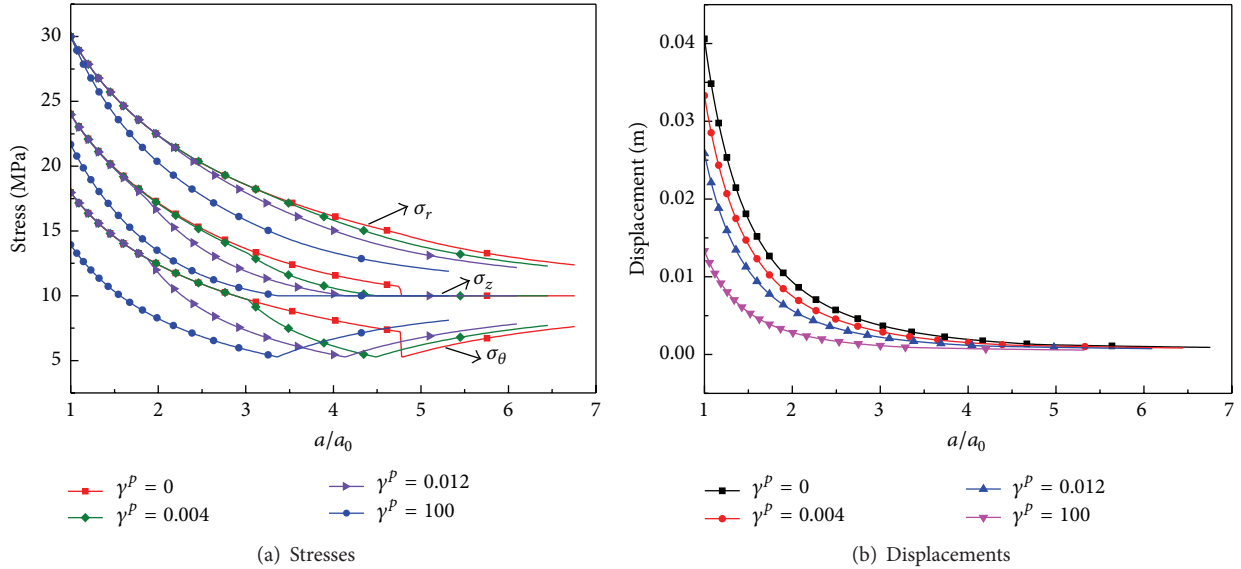 Stress (MPa)
35
30
25
20
15
10
5
1
2
3
4
5
6
7
a/a₀
σᵣ
σ_z
σ_θ
γᵖ = 0
γᵖ = 0.004
γᵖ = 0.012
γᵖ = 100
(a) Stresses
Displacement (m)
0.04
0.03
0.02
0.01
0.00
1
2
3
4
5
6
7
a/a₀
γᵖ = 0
γᵖ = 0.004
γᵖ = 0.012
γᵖ = 100
(b) Displacements